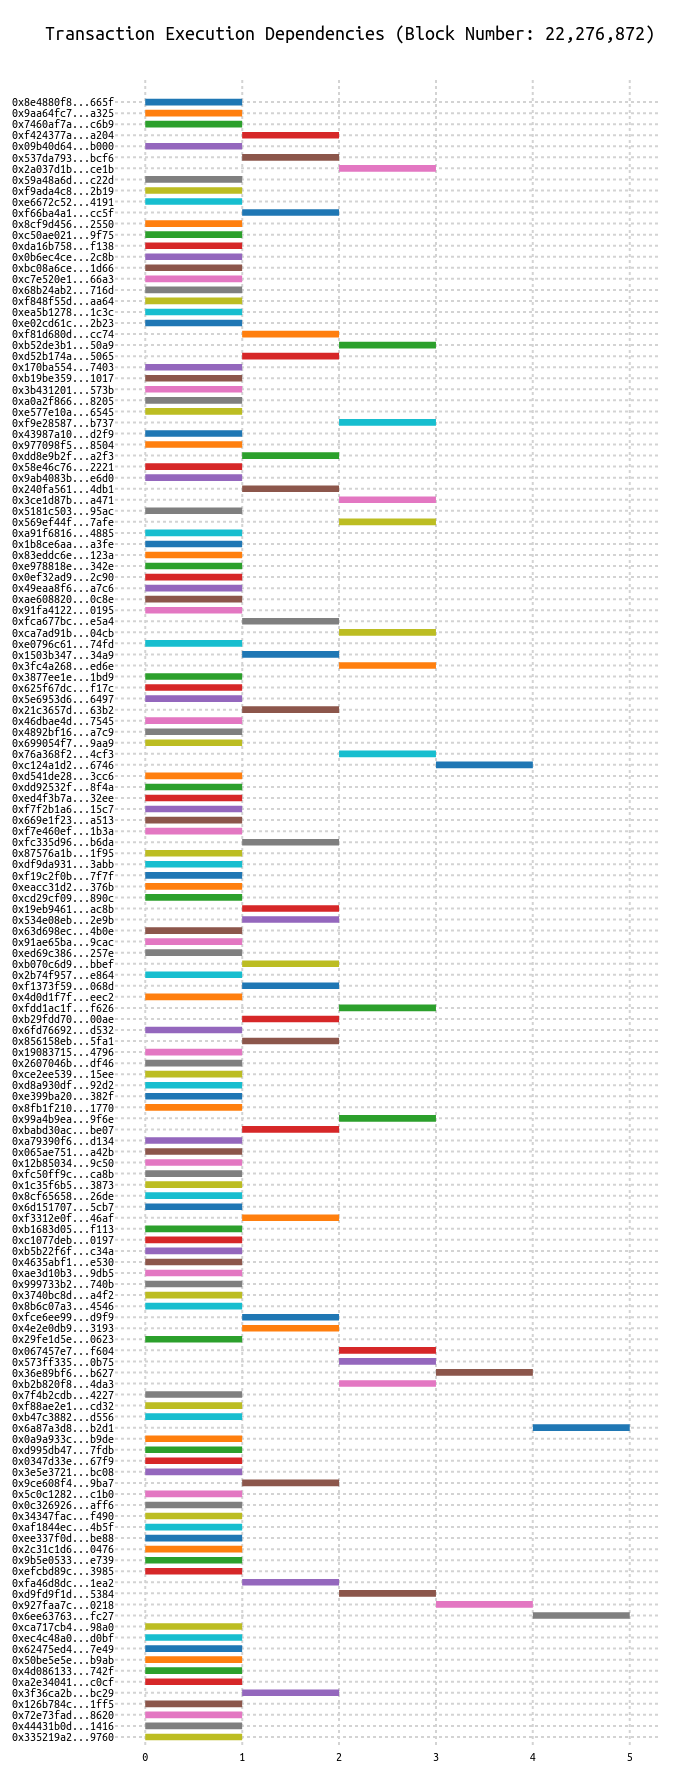 Transaction Execution Dependencies (Block Number: 22,276,872)
0x8e4880f8...665f
0x9aa64fc7...a325
0x7460af7a...c6b9
0xf424377a...a204
0x09b40d64...b000
0x537da793...bcf6
0x2a037d1b...ce1b
0x59a48a6d...c22d
0xf9ada4c8...2b19
0xe6672c52...4191
0xf66ba4a1...cc5f
0x8cf9d456...2550
0xc50ae021...9f75
0xda16b758...f138
0x0b6ec4ce...2c8b
0xbc08a6ce...1d66
0xc7e520e1...66a3
0x68b24ab2...716d
0xf848f55d...aa64
0xea5b1278...1c3c
0xe02cd61c...2b23
0xf81d680d...cc74
0xb52de3b1...50a9
0xd52b174a...5065
0x170ba554...7403
0xb19be359...1017
0x3b431201...573b
0xa0a2f866...8205
0xe577e10a...6545
0xf9e28587...b737
0x43987a10...d2f9
0x977098f5...8504
0xdd8e9b2f...a2f3
0x58e46c76...2221
0x9ab4083b...e6d0
0x240fa561...4db1
0x3ce1d87b...a471
0x5181c503...95ac
0x569ef44f...7afe
0xa91f6816...4885
0x1b8ce6aa...a3fe
0x83eddc6e...123a
0xe978818e...342e
0x0ef32ad9...2c90
0x49eaa8f6...a7c6
0xae608820...0c8e
0x91fa4122...0195
0xfca677bc...e5a4
0xca7ad91b...04cb
0xe0796c61...74fd
0x1503b347...34a9
0x3fc4a268...ed6e
0x3877ee1e...1bd9
0x625f67dc...f17c
0x5e6953d6...6497
0x21c3657d...63b2
0x46dbae4d...7545
0x4892bf16...a7c9
0x699054f7...9aa9
0x76a368f2...4cf3
0xc124a1d2...6746
0xd541de28...3cc6
0xdd92532f...8f4a
0xed4f3b7a...32ee
0xf7f2b1a6...15c7
0x669e1f23...a513
0xf7e460ef...1b3a
0xfc335d96...b6da
0x87576a1b...1f95
0xdf9da931...3abb
0xf19c2f0b...7f7f
0xeacc31d2...376b
0xcd29cf09...890c
0x19eb9461...ac8b
0x534e08eb...2e9b
0x63d698ec...4b0e
0x91ae65ba...9cac
0xed69c386...257e
0xb070c6d9...bbef
0x2b74f957...e864
0xf1373f59...068d
0x4d0d1f7f...eec2
0xfdd1ac1f...f626
0xb29fdd70...00ae
0x6fd76692...d532
0x856158eb...5fa1
0x19083715...4796
0x2607046b...df46
0xce2ee539...15ee
0xd8a930df...92d2
0xe399ba20...382f
0x8fb1f210...1770
0x99a4b9ea...9f6e
0xbabd30ac...be07
0xa79390f6...d134
0x065ae751...a42b
0x12b85034...9c50
0xfc50ff9c...ca8b
0x1c35f6b5...3873
0x8cf65658...26de
0x6d151707...5cb7
0xf3312e0f...46af
0xb1683d05...f113
0xc1077deb...0197
0xb5b22f6f...c34a
0x4635abf1...e530
0xae3d10b3...9db5
0x999733b2...740b
0x3740bc8d...a4f2
0x8b6c07a3...4546
0xfce6ee99...d9f9
0x4e2e0db9...3193
0x29fe1d5e...0623
0x067457e7...f604
0x573ff335...0b75
0x36e89bf6...b627
0xb2b820f8...4da3
0x7f4b2cdb...4227
0xf88ae2e1...cd32
0xb47c3882...d556
0x6a87a3d8...b2d1
0x0a9a933c...b9de
0xd995db47...7fdb
0x0347d33e...67f9
0x3e5e3721...bc08
0x9ce608f4...9ba7
0x5c0c1282...c1b0
0x0c326926...aff6
0x34347fac...f490
0xaf1844ec...4b5f
0xee337f0d...be88
0x2c31c1d6...0476
0x9b5e0533...e739
0xefcbd89c...3985
0xfa46d8dc...1ea2
0xd9fd9f1d...5384
0x927faa7c...0218
0x6ee63763...fc27
0xca717cb4...98a0
0xec4c48a0...d0bf
0x62475ed4...7e49
0x50be5e5e...b9ab
0x4d086133...742f
0xa2e34041...c0cf
0x3f36ca2b...bc29
0x126b784c...1ff5
0x72e73fad...8620
0x44431b0d...1416
0x335219a2...9760
0 1 2 3 4 5